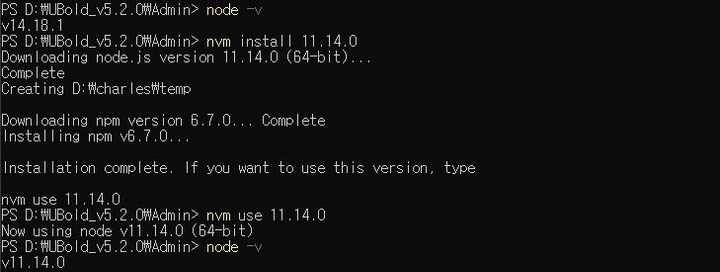 PS D:₩UBold_v5.2.0₩Admin> node -v
v14.18.1
PS D:₩UBold_v5.2.0₩Admin> nvm install 11.14.0
Downloading node.js version 11.14.0 (64-bit)...
Complete
Creating D:₩charles₩temp
Downloading npm version 6.7.0... Complete
Installing npm v6.7.0...
Installation complete. If you want to use this version, type
nvm use 11.14.0
PS D:₩UBold_v5.2.0₩Admin> nvm use 11.14.0
Now using node v11.14.0 (64-bit)
PS D:₩UBold_v5.2.0₩Admin> node -v
v11.14.0